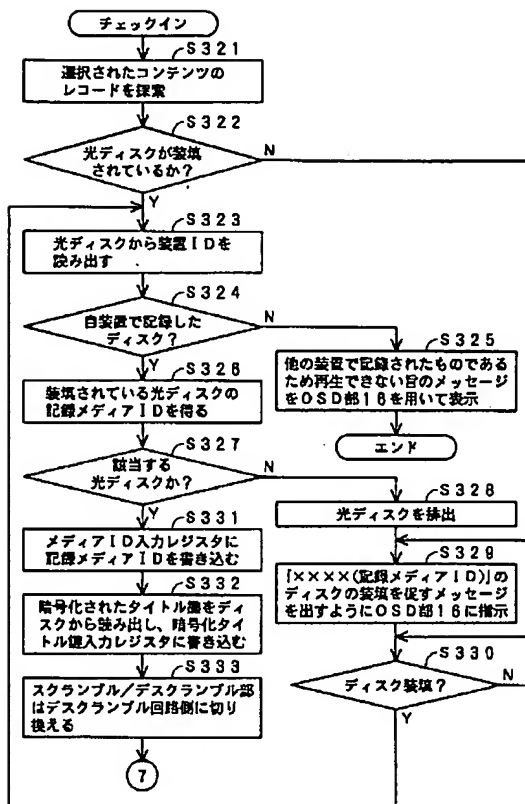 チェックイン
S321
選択されたコンテンツの
レコードを探索
S322
光ディスクが装填
されているか?
N
Y
S323
光ディスクから装置IDを
読み出す
S324
自装置で記録した
ディスク?
N
Y
S325
他の装置で記録されたものである
ため再生できない旨のメッセージ
をOSD部16を用いて表示
エンド
S326
装填されている光ディスクの
記録メディアIDを得る
S327
該当する
光ディスクか?
N
Y
S328
光ディスクを排出
S331
メディアID入力レジスタに
記録メディアIDを書き込む
S329
「××××(記録メディアID)」の
ディスクの装填を促すメッセージ
を出すようにOSD部16に指示
S332
暗号化されたタイトル鍵をディ
スクから読み出し、暗号化タイ
トル鍵入力レジスタに書き込む
S330
ディスク装填?
N
Y
S333
スクランブル/デスクランブル部
はデスクランブル回路側に切り
換える
7